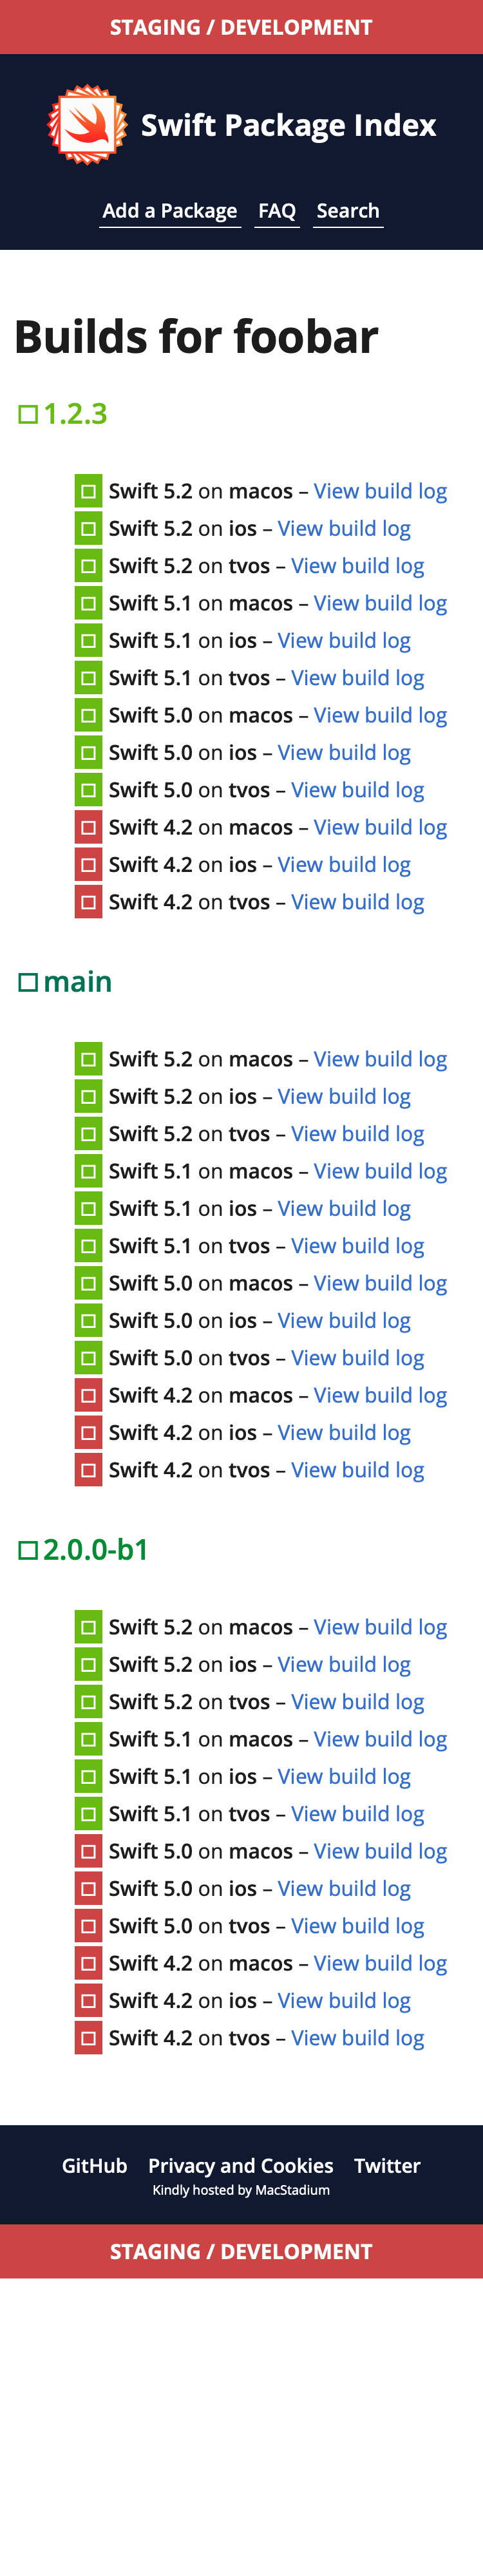 STAGING / DEVELOPMENT
Swift Package Index
Add a Package FAQ Search
Builds for foobar
1.2.3
Swift 5.2 on macos – View build log
Swift 5.2 on ios – View build log
Swift 5.2 on tvos – View build log
Swift 5.1 on macos – View build log
Swift 5.1 on ios – View build log
Swift 5.1 on tvos – View build log
Swift 5.0 on macos – View build log
Swift 5.0 on ios – View build log
Swift 5.0 on tvos – View build log
Swift 4.2 on macos – View build log
Swift 4.2 on ios – View build log
Swift 4.2 on tvos – View build log
main
Swift 5.2 on macos – View build log
Swift 5.2 on ios – View build log
Swift 5.2 on tvos – View build log
Swift 5.1 on macos – View build log
Swift 5.1 on ios – View build log
Swift 5.1 on tvos – View build log
Swift 5.0 on macos – View build log
Swift 5.0 on ios – View build log
Swift 5.0 on tvos – View build log
Swift 4.2 on macos – View build log
Swift 4.2 on ios – View build log
Swift 4.2 on tvos – View build log
2.0.0-b1
Swift 5.2 on macos – View build log
Swift 5.2 on ios – View build log
Swift 5.2 on tvos – View build log
Swift 5.1 on macos – View build log
Swift 5.1 on ios – View build log
Swift 5.1 on tvos – View build log
Swift 5.0 on macos – View build log
Swift 5.0 on ios – View build log
Swift 5.0 on tvos – View build log
Swift 4.2 on macos – View build log
Swift 4.2 on ios – View build log
Swift 4.2 on tvos – View build log
GitHub Privacy and Cookies Twitter
Kindly hosted by MacStadium
STAGING / DEVELOPMENT